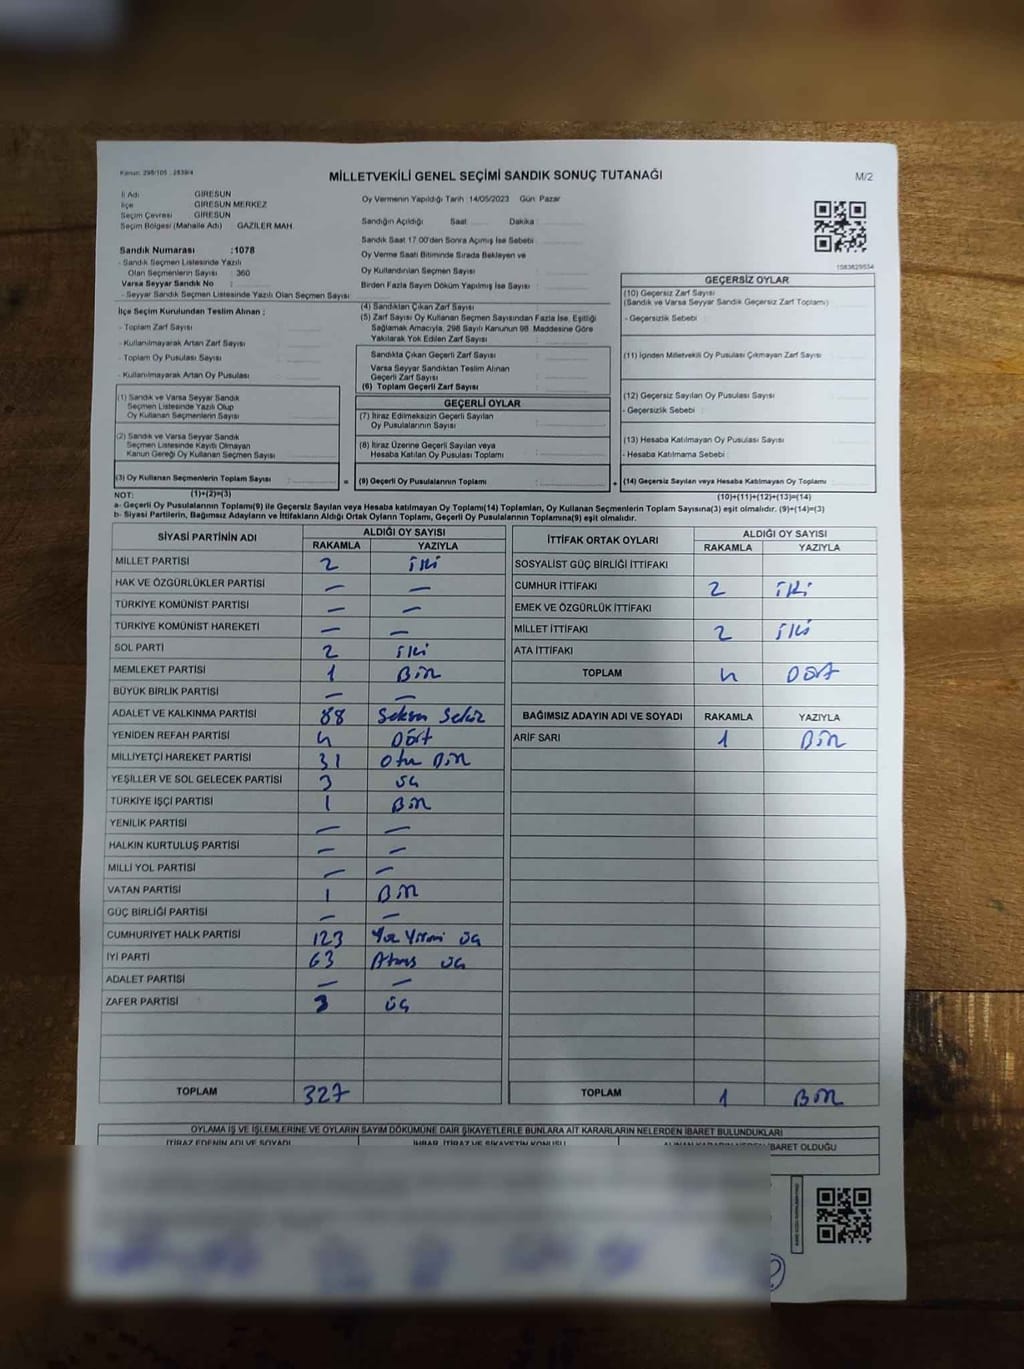 Kanun: 298/105 , 2839/4
MİLLETVEKİLİ GENEL SEÇİMİ SANDIK SONUÇ TUTANAĞI
M/2
İl Adı GİRESUN
İlçe GİRESUN MERKEZ
Seçim Çevresi GİRESUN
Seçim Bölgesi (Mahalle Adı) GAZİLER MAH.
Oy Vermenin Yapıldığı Tarih :14/05/2023 Gün Pazar
Sandığın Açıldığı Saat Dakika :
Sandık Saat 17.00'den Sonra Açılmış İse Sebebi :
Oy Verme Saati Bitiminde Sırada Bekleyen ve
Oy Kullandırılan Seçmen Sayısı :
Birden Fazla Sayım Döküm Yapılmış İse Sayısı :
Sandık Numarası :1078
- Sandık Seçmen Listesinde Yazılı
Olan Seçmenlerin Sayısı : 360
Varsa Seyyar Sandık No :
- Seyyar Sandık Seçmen Listesinde Yazılı Olan Seçmen Sayısı
1583629534
İlçe Seçim Kurulundan Teslim Alınan :
- Toplam Zarf Sayısı :
- Kullanılmayarak Artan Zarf Sayısı :
- Toplam Oy Pusulası Sayısı :
- Kullanılmayarak Artan Oy Pusulası :
(1) Sandık ve Varsa Seyyar Sandık
Seçmen Listesinde Yazılı Olup
Oy Kullanan Seçmenlerin Sayısı :
(2) Sandık ve Varsa Seyyar Sandık
Seçmen Listesinde Kayıtlı Olmayan
Kanun Gereği Oy Kullanan Seçmen Sayısı :
(3) Oy Kullanan Seçmenlerin Toplam Sayısı : =
(4) Sandıktan Çıkan Zarf Sayısı :
(5) Zarf Sayısı Oy Kullanan Seçmen Sayısından Fazla İse, Eşitliği
Sağlamak Amacıyla, 298 Sayılı Kanunun 98. Maddesine Göre
Yakılarak Yok Edilen Zarf Sayısı :
Sandıkta Çıkan Geçerli Zarf Sayısı :
Varsa Seyyar Sandıktan Teslim Alınan
Geçerli Zarf Sayısı :
(6) Toplam Geçerli Zarf Sayısı :
GEÇERLİ OYLAR
(7) İtiraz Edilmeksizin Geçerli Sayılan
Oy Pusulalarının Sayısı :
(8) İtiraz Üzerine Geçerli Sayılan veya
Hesaba Katılan Oy Pusulası Toplamı :
(9) Geçerli Oy Pusulalarının Toplamı : +
GEÇERSİZ OYLAR
(10) Geçersiz Zarf Sayısı
(Sandık ve Varsa Seyyar Sandık Geçersiz Zarf Toplamı) :
- Geçersizlik Sebebi :
(11) İçinden Milletvekili Oy Pusulası Çıkmayan Zarf Sayısı :
(12) Geçersiz Sayılan Oy Pusulası Sayısı :
- Geçersizlik Sebebi :
(13) Hesaba Katılmayan Oy Pusulası Sayısı :
- Hesaba Katılmama Sebebi :
(14) Geçersiz Sayılan veya Hesaba Katılmayan Oy Toplamı :
NOT: (1)+(2)=(3) (10)+(11)+(12)+(13)=(14)
a- Geçerli Oy Pusulalarının Toplamı(9) ile Geçersiz Sayılan veya Hesaba katılmayan Oy Toplamı(14) Toplamları, Oy Kullanan Seçmenlerin Toplam Sayısına(3) eşit olmalıdır. (9)+(14)=(3)
b- Siyasi Partilerin, Bağımsız Adayların ve İttifakların Aldığı Ortak Oyların Toplamı, Geçerli Oy Pusulalarının Toplamına(9) eşit olmalıdır.
SİYASİ PARTİNİN ADI ALDIĞI OY SAYISI
RAKAMLA YAZIYLA
MİLLET PARTİSİ 2 iki
HAK VE ÖZGÜRLÜKLER PARTİSİ — —
TÜRKİYE KOMÜNİST PARTİSİ — —
TÜRKİYE KOMÜNİST HAREKETİ — —
SOL PARTİ 2 iki
MEMLEKET PARTİSİ 1 Bir
BÜYÜK BİRLİK PARTİSİ — —
ADALET VE KALKINMA PARTİSİ 88 Seksen Sekiz
YENİDEN REFAH PARTİSİ 4 Dört
MİLLİYETÇİ HAREKET PARTİSİ 31 Otuz Bir
YEŞİLLER VE SOL GELECEK PARTİSİ 3 üç
TÜRKİYE İŞÇİ PARTİSİ 1 Bir
YENİLİK PARTİSİ — —
HALKIN KURTULUŞ PARTİSİ — —
MİLLİ YOL PARTİSİ — —
VATAN PARTİSİ 1 Bir
GÜÇ BİRLİĞİ PARTİSİ — —
CUMHURİYET HALK PARTİSİ 123 Yüz Yirmi üç
İYİ PARTİ 63 Atmış üç
ADALET PARTİSİ — —
ZAFER PARTİSİ 3 üç
TOPLAM 327
İTTİFAK ORTAK OYLARI ALDIĞI OY SAYISI
RAKAMLA YAZIYLA
SOSYALİST GÜÇ BİRLİĞİ İTTİFAKI
CUMHUR İTTİFAKI 2 iki
EMEK VE ÖZGÜRLÜK İTTİFAKI
MİLLET İTTİFAKI 2 iki
ATA İTTİFAKI
TOPLAM 4 Dört
BAĞIMSIZ ADAYIN ADI VE SOYADI RAKAMLA YAZIYLA
ARİF SARI 1 Bir
TOPLAM 1 Bir
OYLAMA İŞ VE İŞLEMLERİNE VE OYLARIN SAYIM DÖKÜMÜNE DAİR ŞİKAYETLERLE BUNLARA AİT KARARLARIN NELERDEN İBARET BULUNDUKLARI
İTİRAZ EDENİN ADI VE SOYADI İHBAR, İTİRAZ VE ŞİKAYETİN KONUSU ALINAN KARARIN NEDEN İBARET OLDUĞU